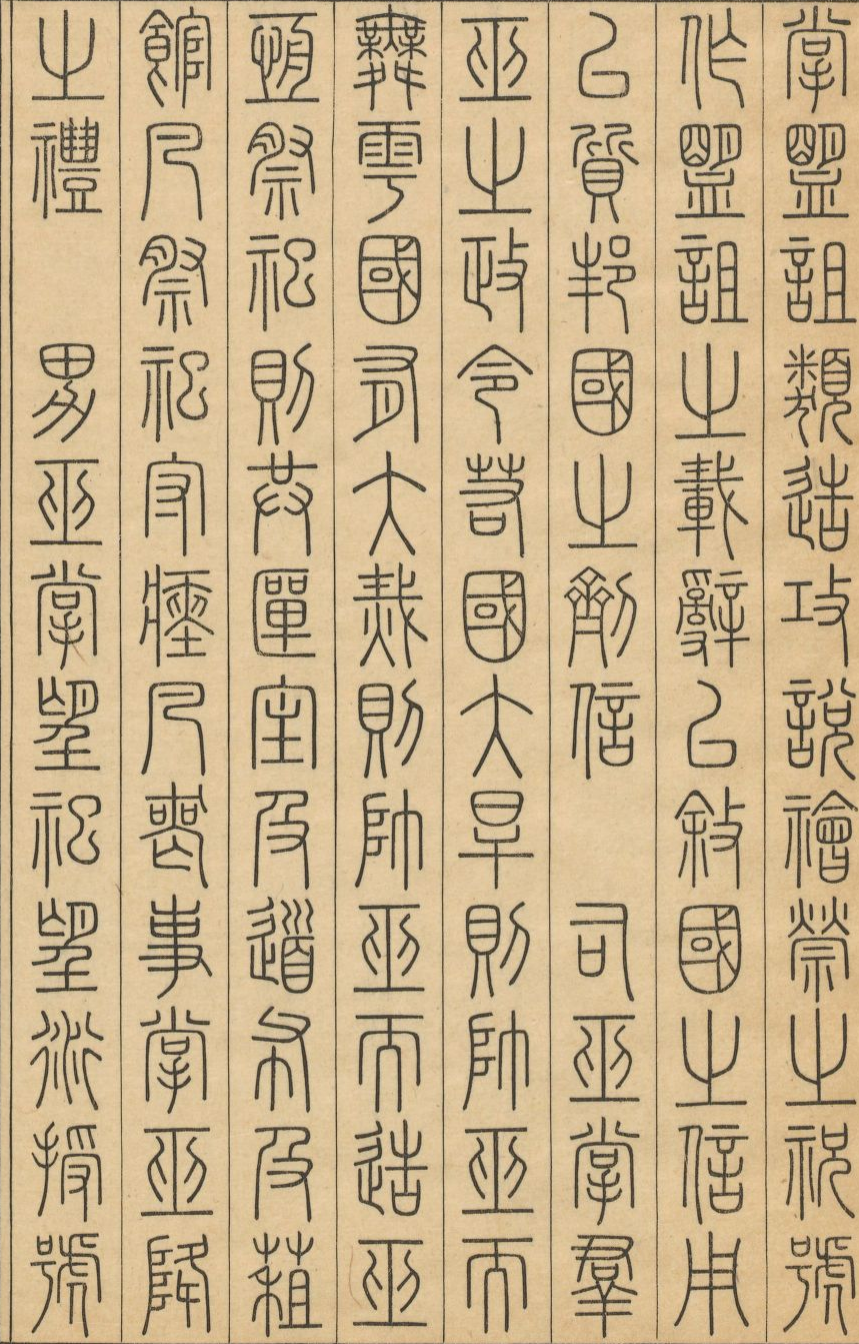 掌盟詛類造攻說禬禜之祝號
作盟詛之載辭以敘國之信用
以質邦國之劑信　司巫掌羣
巫之政令若國大旱則帥巫而
舞雩國有大烖則帥巫而造巫
恆祭祀則共匰宔及道布及蒩
館凡祭祀守瘞凡喪事掌巫降
之禮　男巫掌望祀望衍授號